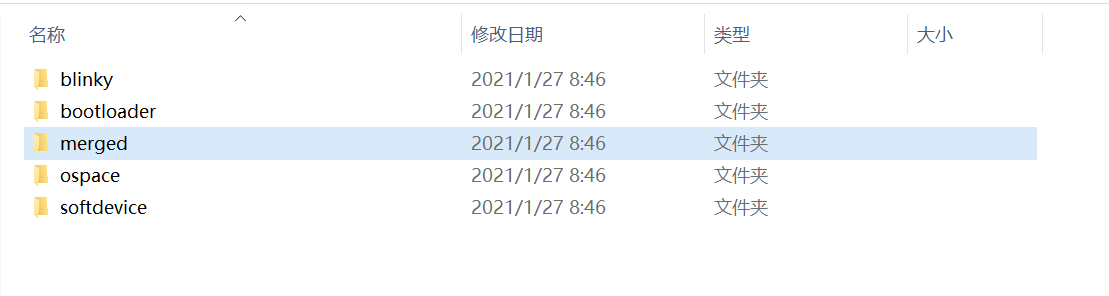 名称 修改日期 类型 大小
blinky 2021/1/27 8:46 文件夹
bootloader 2021/1/27 8:46 文件夹
merged 2021/1/27 8:46 文件夹
ospace 2021/1/27 8:46 文件夹
softdevice 2021/1/27 8:46 文件夹